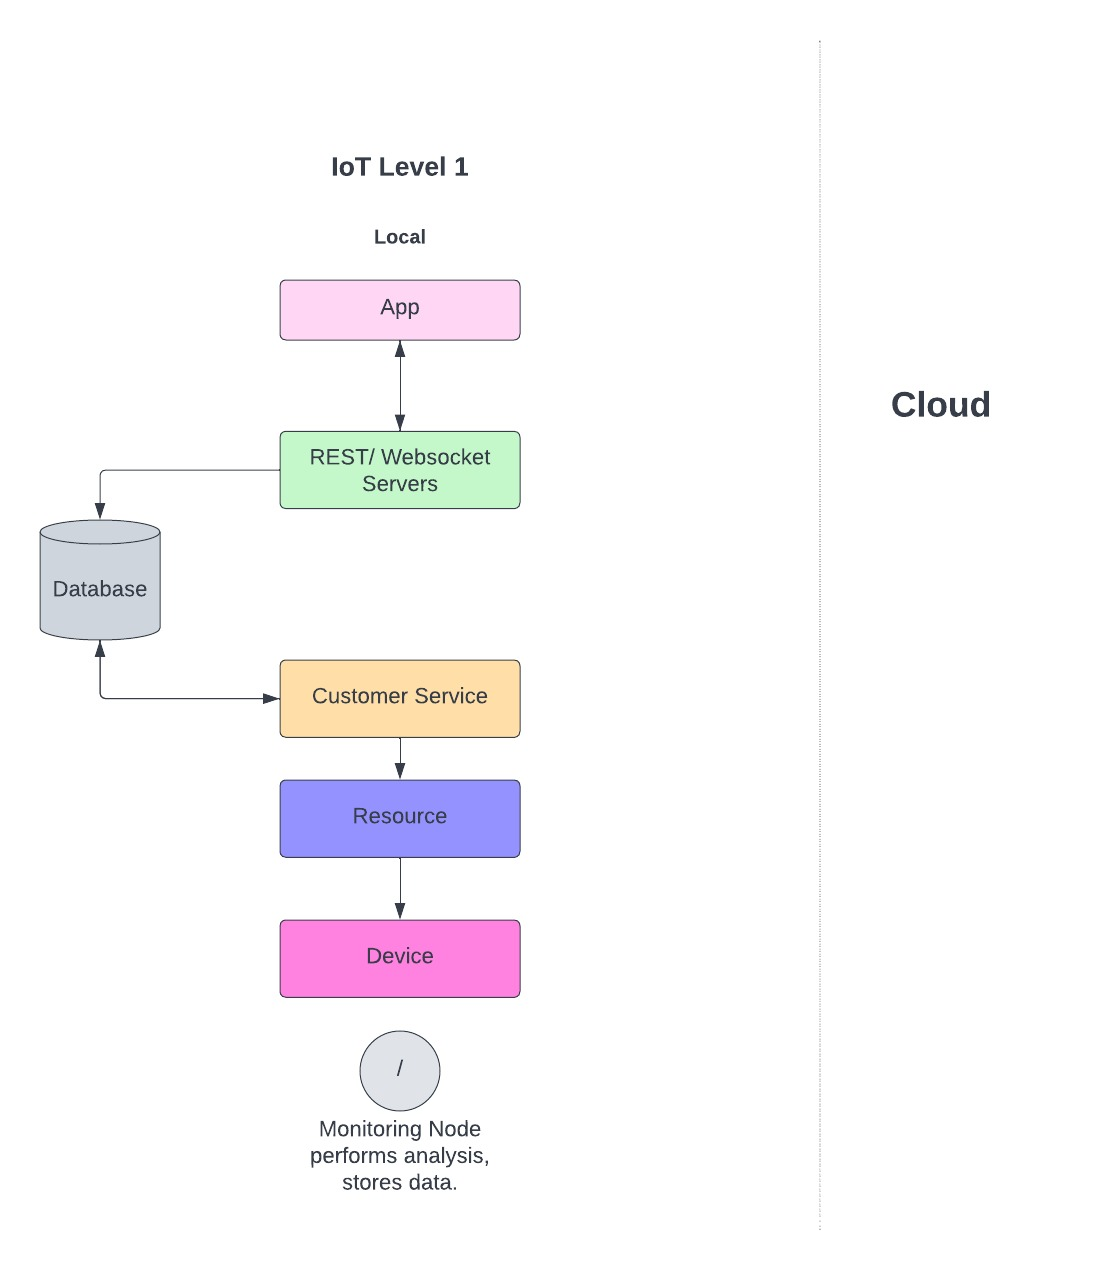 IoT Level 1
Local
App
Cloud
REST/ Websocket
Servers
Database
Customer Service
Resource
Device
/
Monitoring Node
performs analysis,
stores data.